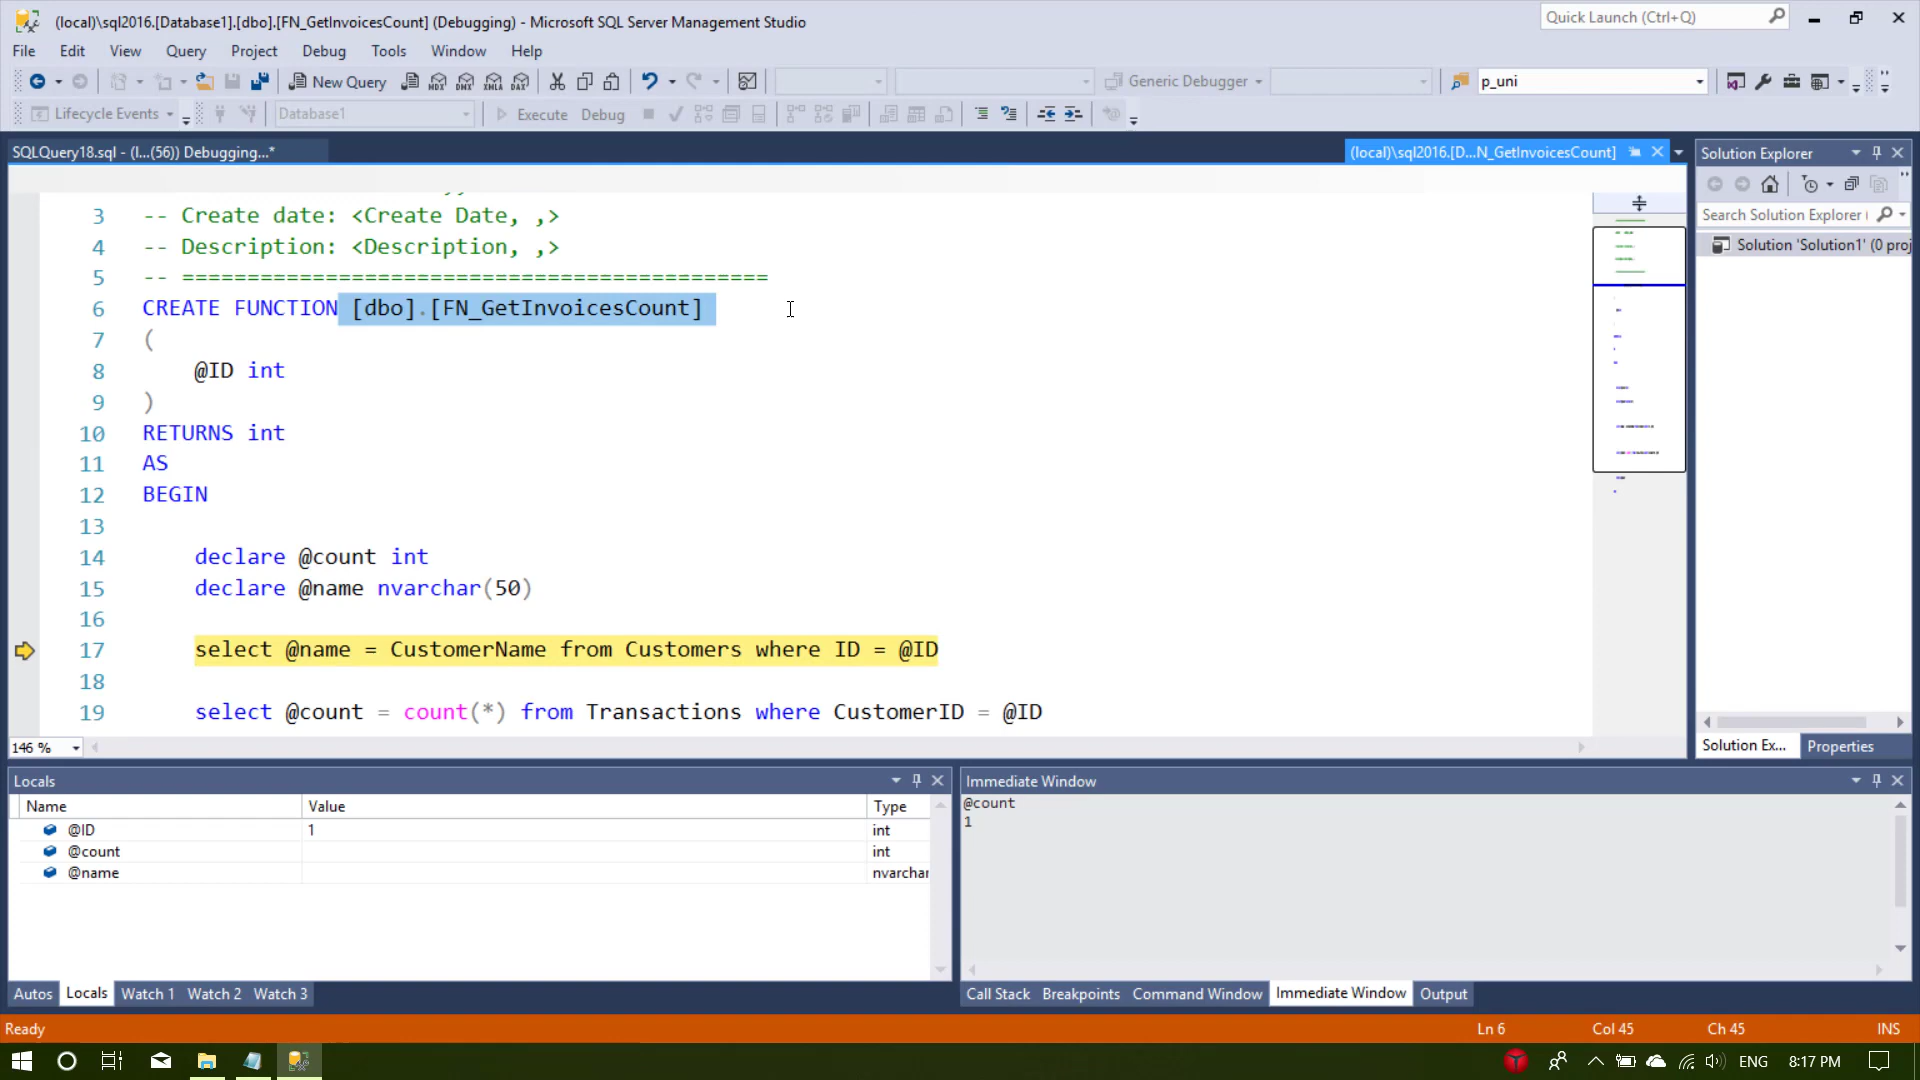 (local)\sql2016.[Database1].[dbo].[FN_GetInvoicesCount] (Debugging) - Microsoft SQL Server Management Studio
Quick Launch (Ctrl+Q)
File Edit View Query Project Debug Tools Window Help
New Query
MDX DMX XMLA DAX
Generic Debugger
p_uni
Lifecycle Events
Database1
Execute Debug
SQLQuery18.sql - (l...(56)) Debugging...*
(local)\sql2016.[D...N_GetInvoicesCount]
3 -- Create date: <Create Date, ,>
4 -- Description: <Description, ,>
5 -- =============================================
6 CREATE FUNCTION [dbo].[FN_GetInvoicesCount]
7 (
8 @ID int
9 )
10 RETURNS int
11 AS
12 BEGIN
13
14 declare @count int
15 declare @name nvarchar(50)
16
17 select @name = CustomerName from Customers where ID = @ID
18
19 select @count = count(*) from Transactions where CustomerID = @ID
146 %
Solution Explorer
Search Solution Explorer (
Solution 'Solution1' (0 proj
Solution Ex... Properties
Locals
Name Value Type
@ID 1 int
@count int
@name nvarchar
Autos Locals Watch 1 Watch 2 Watch 3
Immediate Window
@count
1
Call Stack Breakpoints Command Window Immediate Window Output
Ready Ln 6 Col 45 Ch 45 INS
ENG 8:17 PM